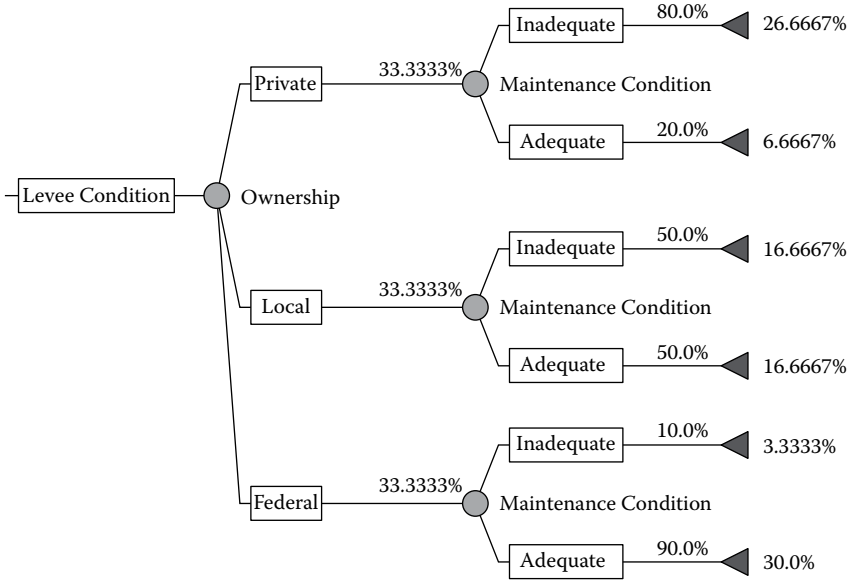 Inadequate 80.0% 26.6667%
Private 33.3333% Maintenance Condition
Adequate 20.0% 6.6667%
Levee Condition Ownership
Inadequate 50.0% 16.6667%
Local 33.3333% Maintenance Condition
Adequate 50.0% 16.6667%
Inadequate 10.0% 3.3333%
Federal 33.3333% Maintenance Condition
Adequate 90.0% 30.0%